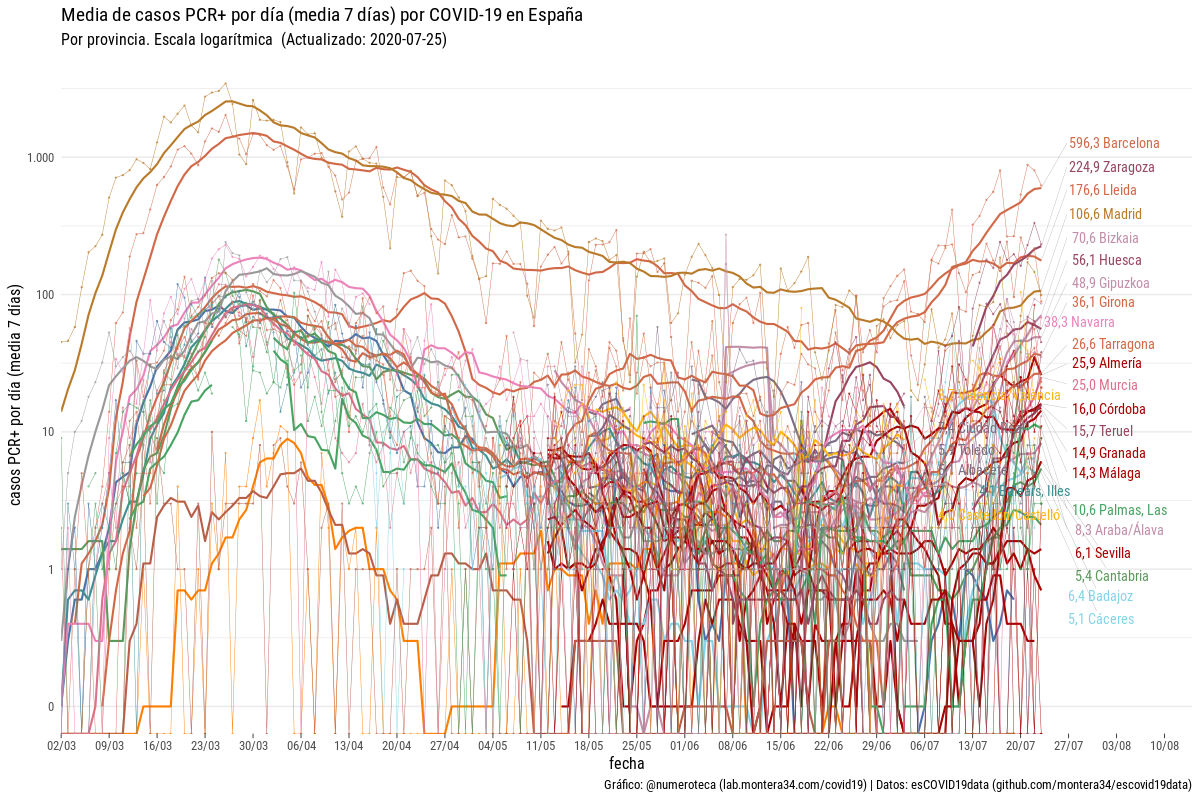 Media de casos PCR+ por día (media 7 días) por COVID-19 en España
Por provincia. Escala logarítmica (Actualizado: 2020-07-25)
casos PCR+ por día (media 7 días)
1.000
100
10
1
0
596,3 Barcelona
224,9 Zaragoza
176,6 Lleida
106,6 Madrid
70,6 Bizkaia
56,1 Huesca
48,9 Gipuzkoa
36,1 Girona
38,3 Navarra
26,6 Tarragona
25,9 Almería
25,0 Murcia
16,0 Córdoba
15,7 Teruel
14,9 Granada
14,3 Málaga
Toledo
Albacete
Balears, Illes
10,6 Palmas, Las
8,3 Araba/Álava
6,1 Sevilla
5,4 Cantabria
6,4 Badajoz
5,1 Cáceres
02/03 09/03 16/03 23/03 30/03 06/04 13/04 20/04 27/04 04/05 11/05 18/05 25/05 01/06 08/06 15/06 22/06 29/06 06/07 13/07 20/07 27/07 03/08 10/08
fecha
Gráfico: @numeroteca (lab.montera34.com/covid19) | Datos: esCOVID19data (github.com/montera34/escovid19data)